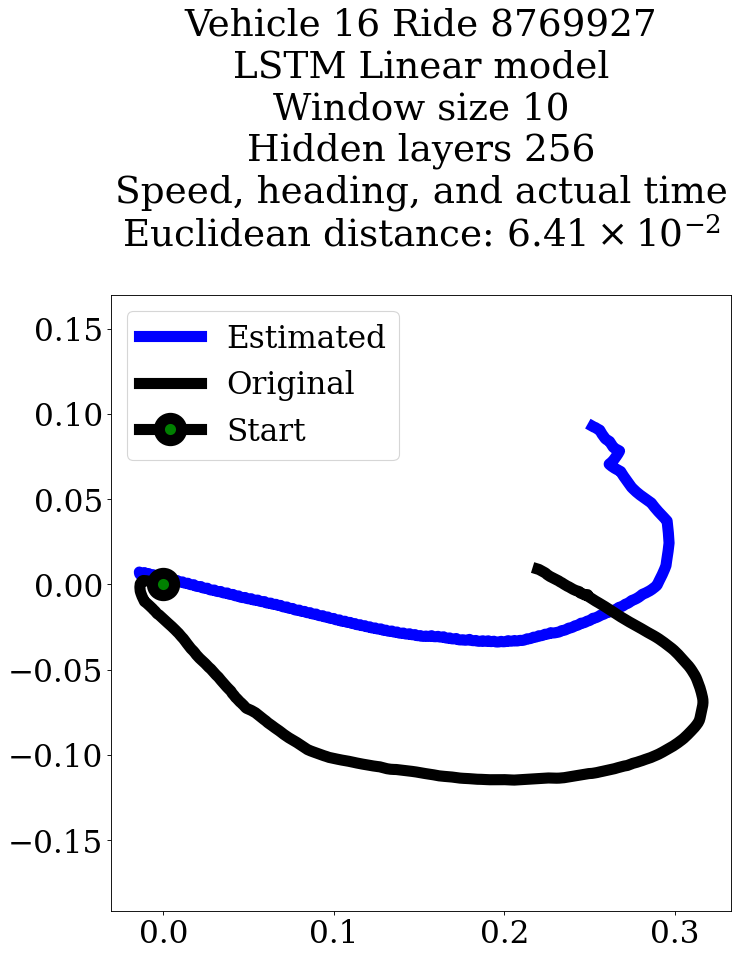 Vehicle 16 Ride 8769927
LSTM Linear model
Window size 10
Hidden layers 256
Speed, heading, and actual time
Euclidean distance: 6.41 × 10⁻²
Estimated
Original
Start
0.15
0.10
0.05
0.00
−0.05
−0.10
−0.15
0.0 0.1 0.2 0.3